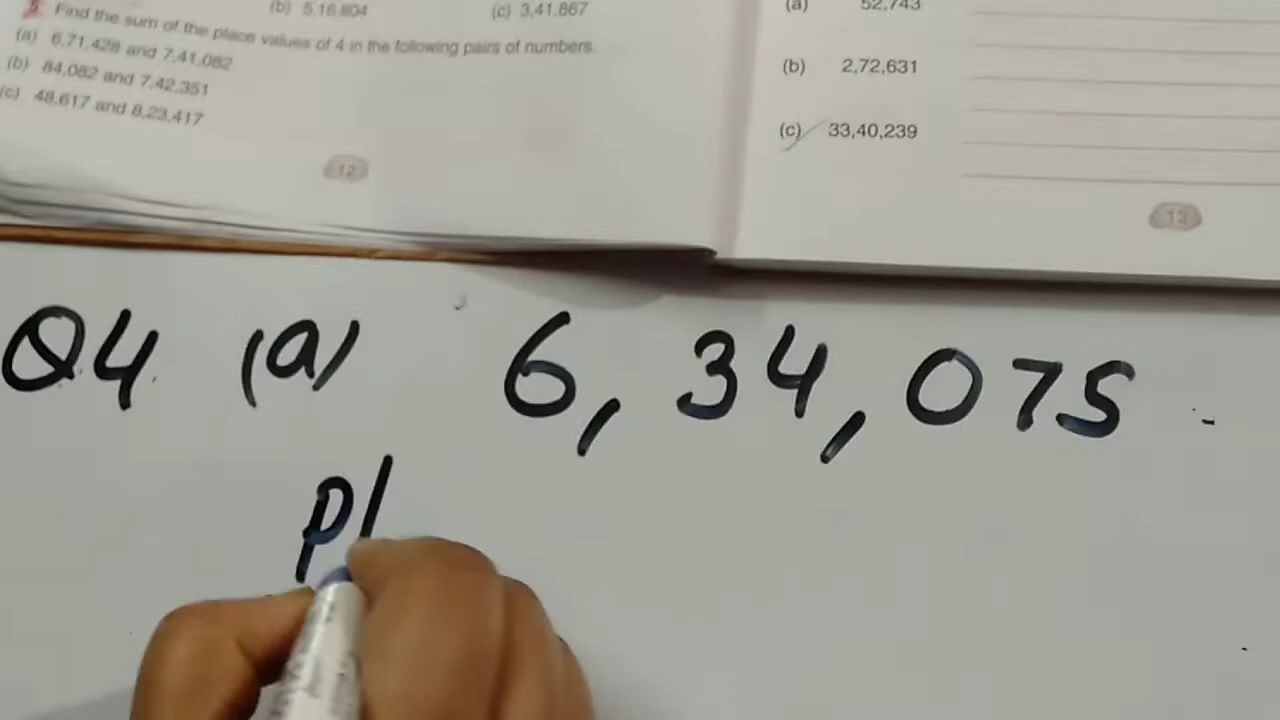 (b) 5,16,804 (c) 3,41,867
5. Find the sum of the place values of 4 in the following pairs of numbers.
(a) 6,71,428 and 7,41,082
(b) 84,082 and 7,42,351
(c) 48,617 and 8,23,417
12
(a) 52,743
(b) 2,72,631
(c) 33,40,239
13
Q4 (a) 6,34,075
Pl